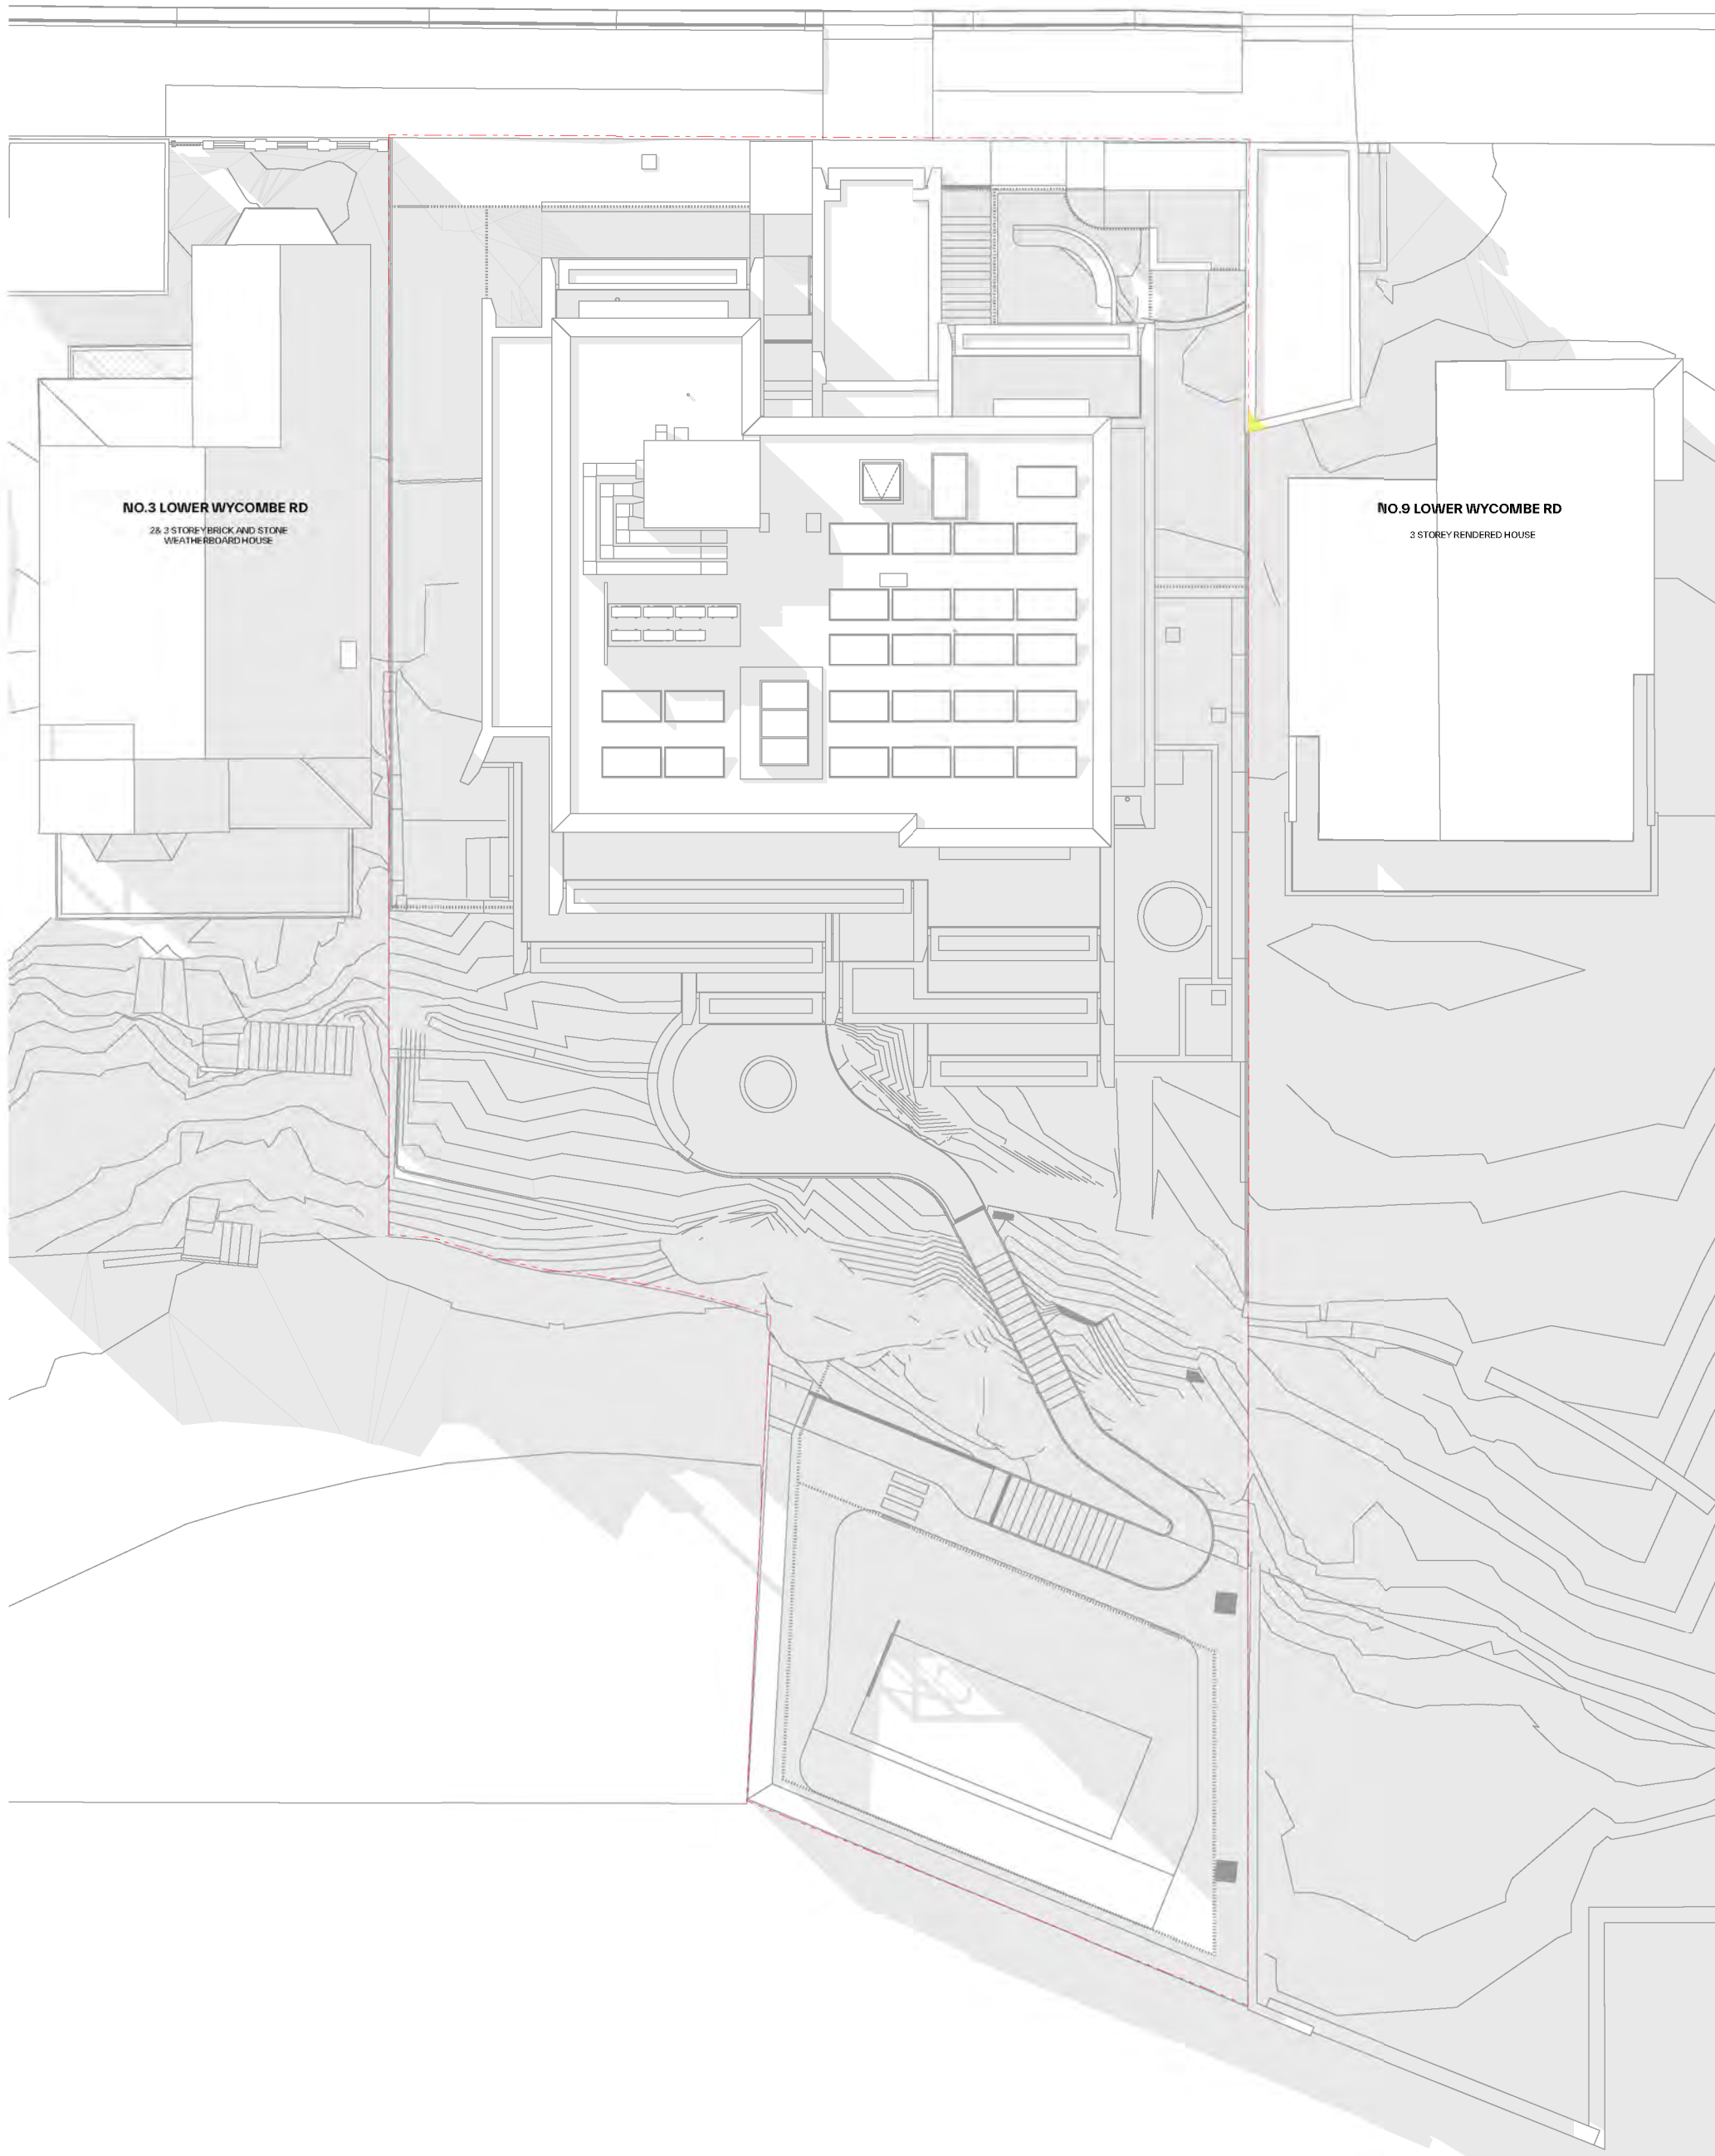 NO.3 LOWER WYCOMBE RD
2& 3 STOREY BRICK AND STONE
WEATHERBOARD HOUSE
NO.9 LOWER WYCOMBE RD
3 STOREY RENDERED HOUSE